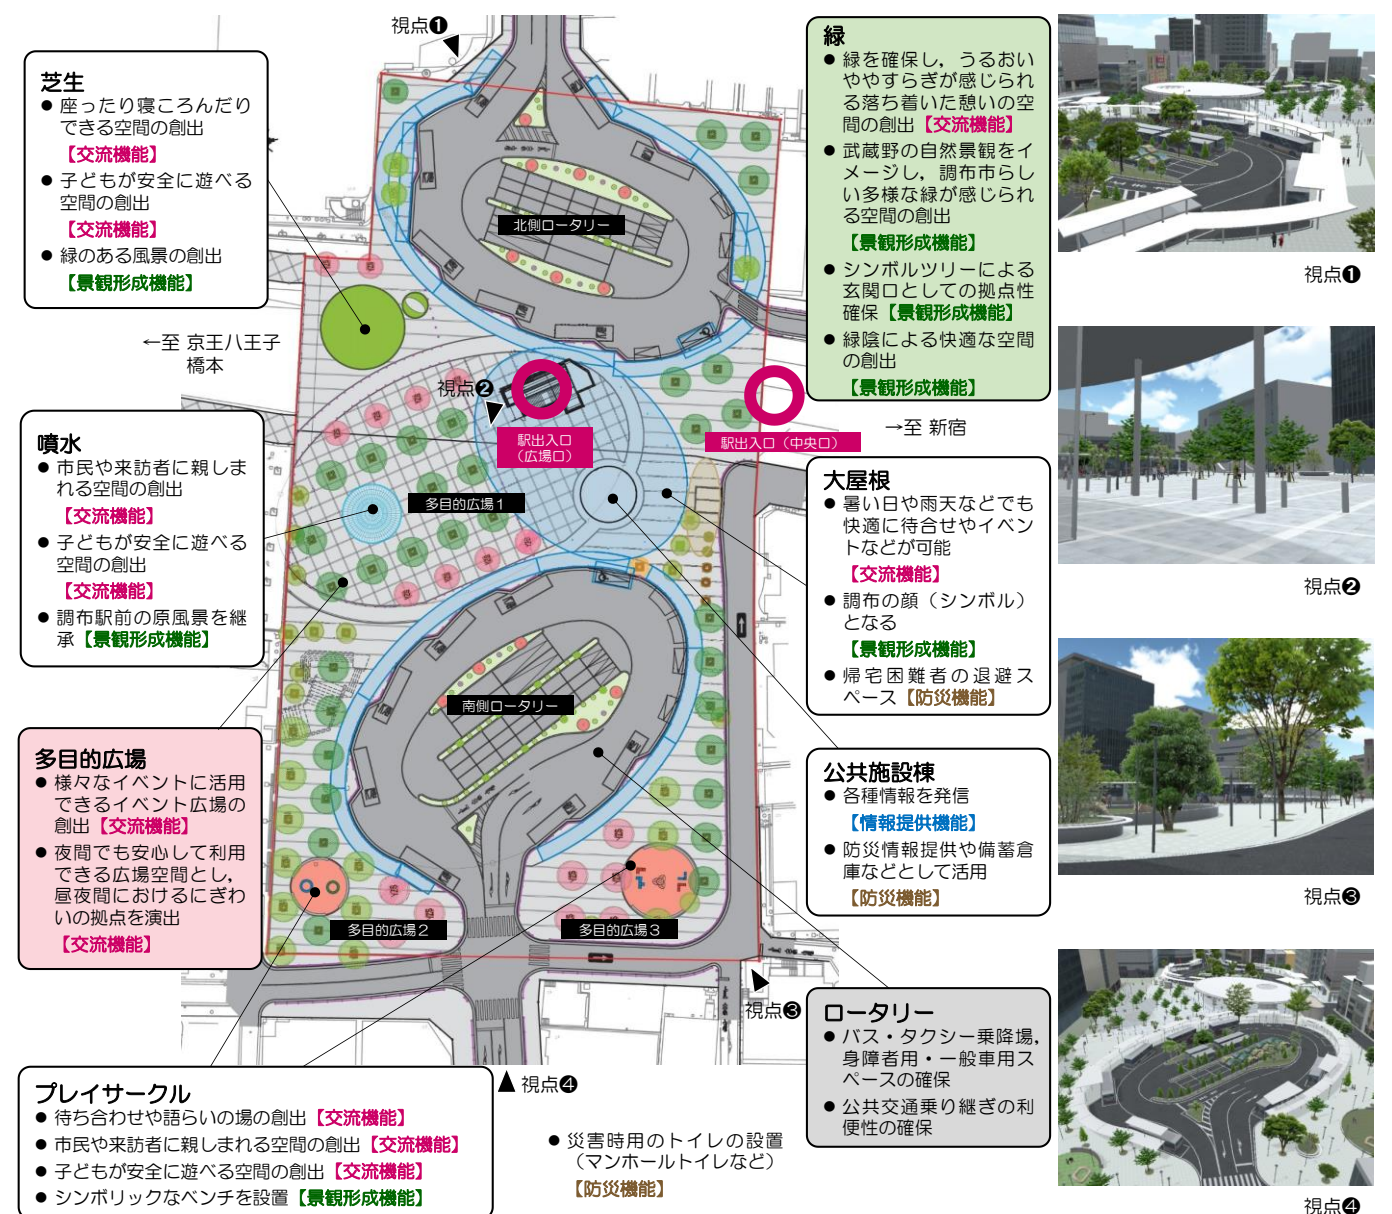 視点❶
芝生
● 座ったり寝ころんだり
できる空間の創出
【交流機能】
● 子どもが安全に遊べる
空間の創出
【交流機能】
● 緑のある風景の創出
【景観形成機能】
←至 京王八王子
橋本
噴水
● 市民や来訪者に親しま
れる空間の創出
【交流機能】
● 子どもが安全に遊べる
空間の創出
【交流機能】
● 調布駅前の原風景を継
承【景観形成機能】
多目的広場
● 様々なイベントに活用
できるイベント広場の
創出【交流機能】
● 夜間でも安心して利用
できる広場空間とし，
昼夜間におけるにぎわ
いの拠点を演出
【交流機能】
プレイサークル
● 待ち合わせや語らいの場の創出【交流機能】
● 市民や来訪者に親しまれる空間の創出【交流機能】
● 子どもが安全に遊べる空間の創出【交流機能】
● シンボリックなベンチを設置【景観形成機能】
北側ロータリー
視点❷
駅出入口
（広場口）
駅出入口（中央口）
→至 新宿
多目的広場１
南側ロータリー
多目的広場２
多目的広場３
視点❸
▲ 視点❹
● 災害時用のトイレの設置
（マンホールトイレなど）
【防災機能】
緑
● 緑を確保し，うるおい
ややすらぎが感じられ
る落ち着いた憩いの空
間の創出【交流機能】
● 武蔵野の自然景観をイ
メージし，調布市らし
い多様な緑が感じられ
る空間の創出
【景観形成機能】
● シンボルツリーによる
玄関口としての拠点性
確保【景観形成機能】
● 緑陰による快適な空間
の創出
【景観形成機能】
大屋根
● 暑い日や雨天などでも
快適に待合せやイベン
トなどが可能
【交流機能】
● 調布の顔（シンボル）
となる
【景観形成機能】
● 帰宅困難者の退避ス
ペース【防災機能】
公共施設棟
● 各種情報を発信
【情報提供機能】
● 防災情報提供や備蓄倉
庫などとして活用
【防災機能】
ロータリー
● バス・タクシー乗降場，
身障者用・一般車用ス
ペースの確保
● 公共交通乗り継ぎの利
便性の確保
視点❶
視点❷
視点❸
視点❹